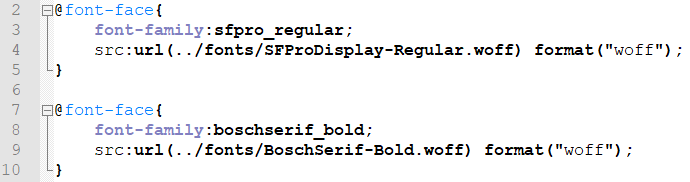 2 @font-face{
3 font-family:sfpro_regular;
4 src:url(../fonts/SFProDisplay-Regular.woff) format("woff");
5 }
6
7 @font-face{
8 font-family:boschserif_bold;
9 src:url(../fonts/BoschSerif-Bold.woff) format("woff");
10 }